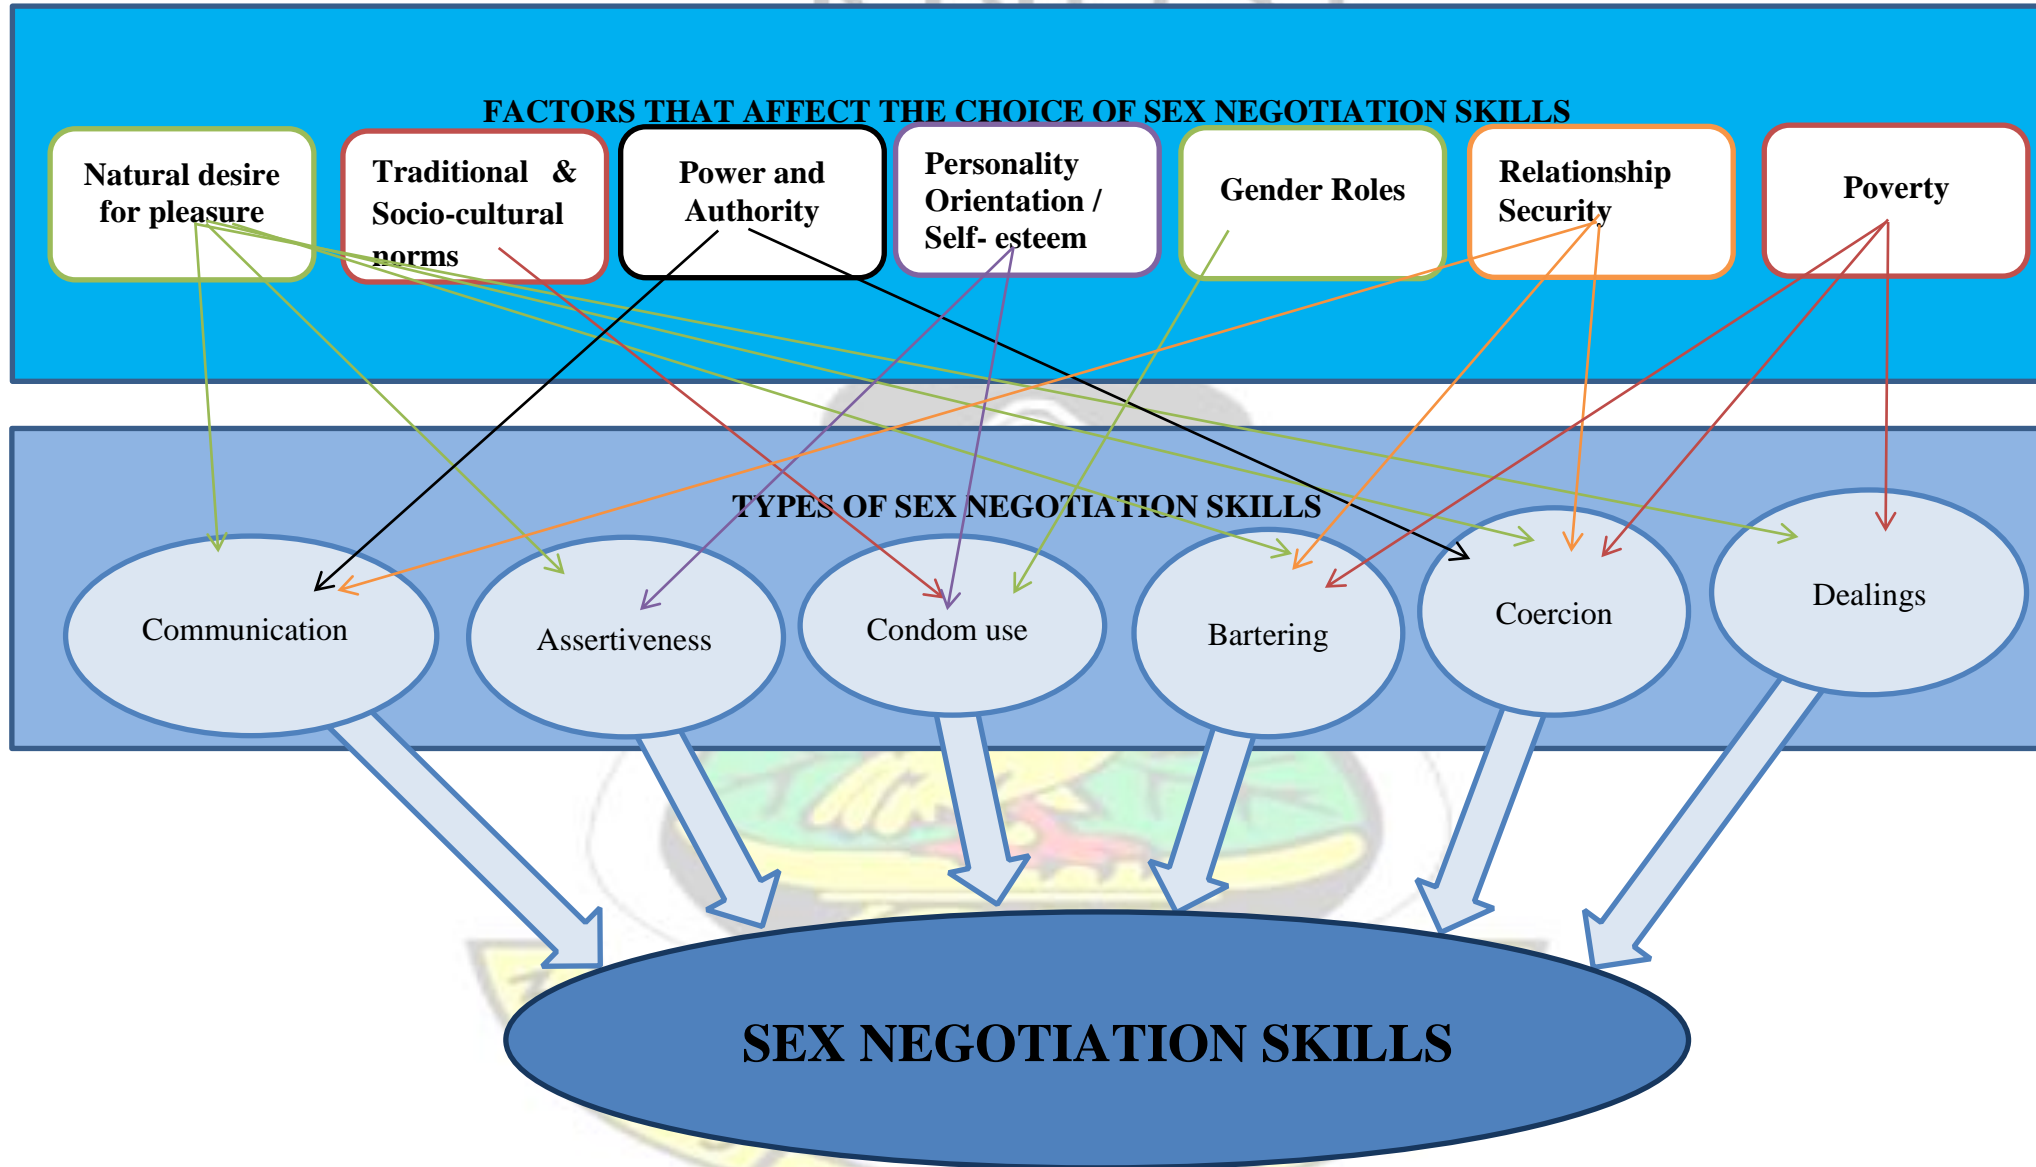 FACTORS THAT AFFECT THE CHOICE OF SEX NEGOTIATION SKILLS
Natural desire
for pleasure
Traditional &
Socio-cultural
norms
Power and
Authority
Personality
Orientation /
Self- esteem
Gender Roles
Relationship
Security
Poverty
TYPES OF SEX NEGOTIATION SKILLS
Communication
Assertiveness
Condom use
Bartering
Coercion
Dealings
SEX NEGOTIATION SKILLS